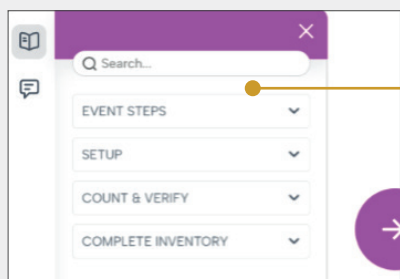 Search...
EVENT STEPS
SETUP
COUNT & VERIFY
COMPLETE INVENTORY